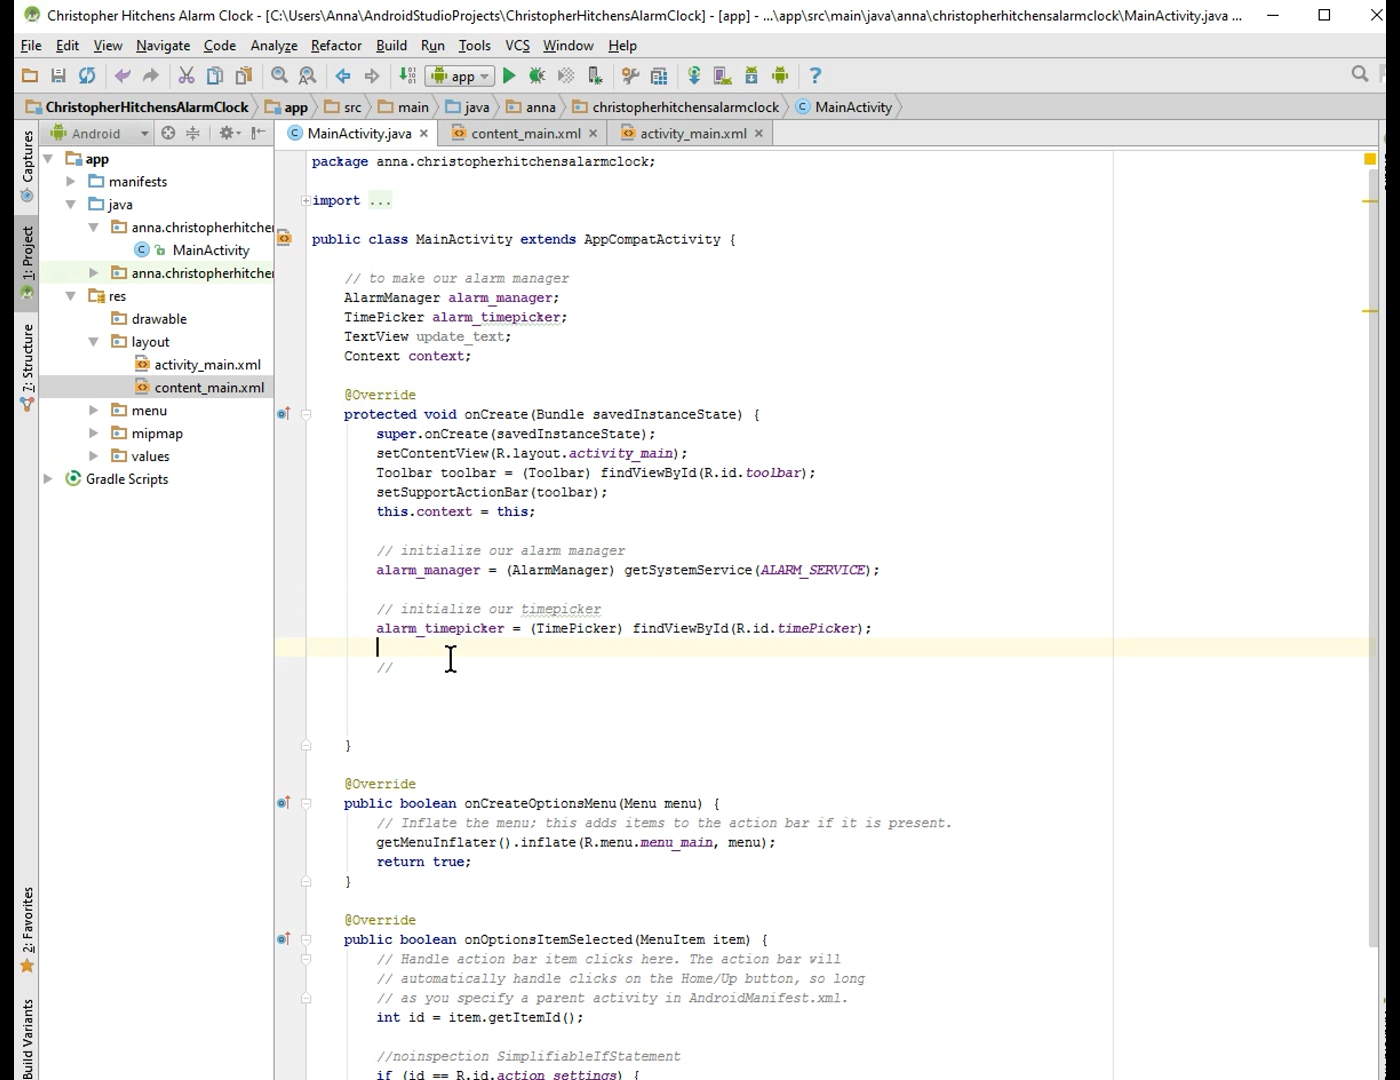 Christopher Hitchens Alarm Clock - [C:\Users\Anna\AndroidStudioProjects\ChristopherHitchensAlarmClock] - [app] - ...\app\src\main\java\anna\christopherhitchensalarmclock\MainActivity.java ...
File Edit View Navigate Code Analyze Refactor Build Run Tools VCS Window Help
app
ChristopherHitchensAlarmClock app src main java anna christopherhitchensalarmclock MainActivity
Android
MainActivity.java content_main.xml activity_main.xml
Captures
1: Project
7: Structure
2: Favorites
Build Variants
app
manifests
java
anna.christopherhitcher
MainActivity
anna.christopherhitcher
res
drawable
layout
activity_main.xml
content_main.xml
menu
mipmap
values
Gradle Scripts
package anna.christopherhitchensalarmclock;
import ...
public class MainActivity extends AppCompatActivity {
// to make our alarm manager
AlarmManager alarm_manager;
TimePicker alarm_timepicker;
TextView update_text;
Context context;
@Override
protected void onCreate(Bundle savedInstanceState) {
super.onCreate(savedInstanceState);
setContentView(R.layout.activity_main);
Toolbar toolbar = (Toolbar) findViewById(R.id.toolbar);
setSupportActionBar(toolbar);
this.context = this;
// initialize our alarm manager
alarm_manager = (AlarmManager) getSystemService(ALARM_SERVICE);
// initialize our timepicker
alarm_timepicker = (TimePicker) findViewById(R.id.timePicker);
//
}
@Override
public boolean onCreateOptionsMenu(Menu menu) {
// Inflate the menu; this adds items to the action bar if it is present.
getMenuInflater().inflate(R.menu.menu_main, menu);
return true;
}
@Override
public boolean onOptionsItemSelected(MenuItem item) {
// Handle action bar item clicks here. The action bar will
// automatically handle clicks on the Home/Up button, so long
// as you specify a parent activity in AndroidManifest.xml.
int id = item.getItemId();
//noinspection SimplifiableIfStatement
if (id == R.id.action_settings) {